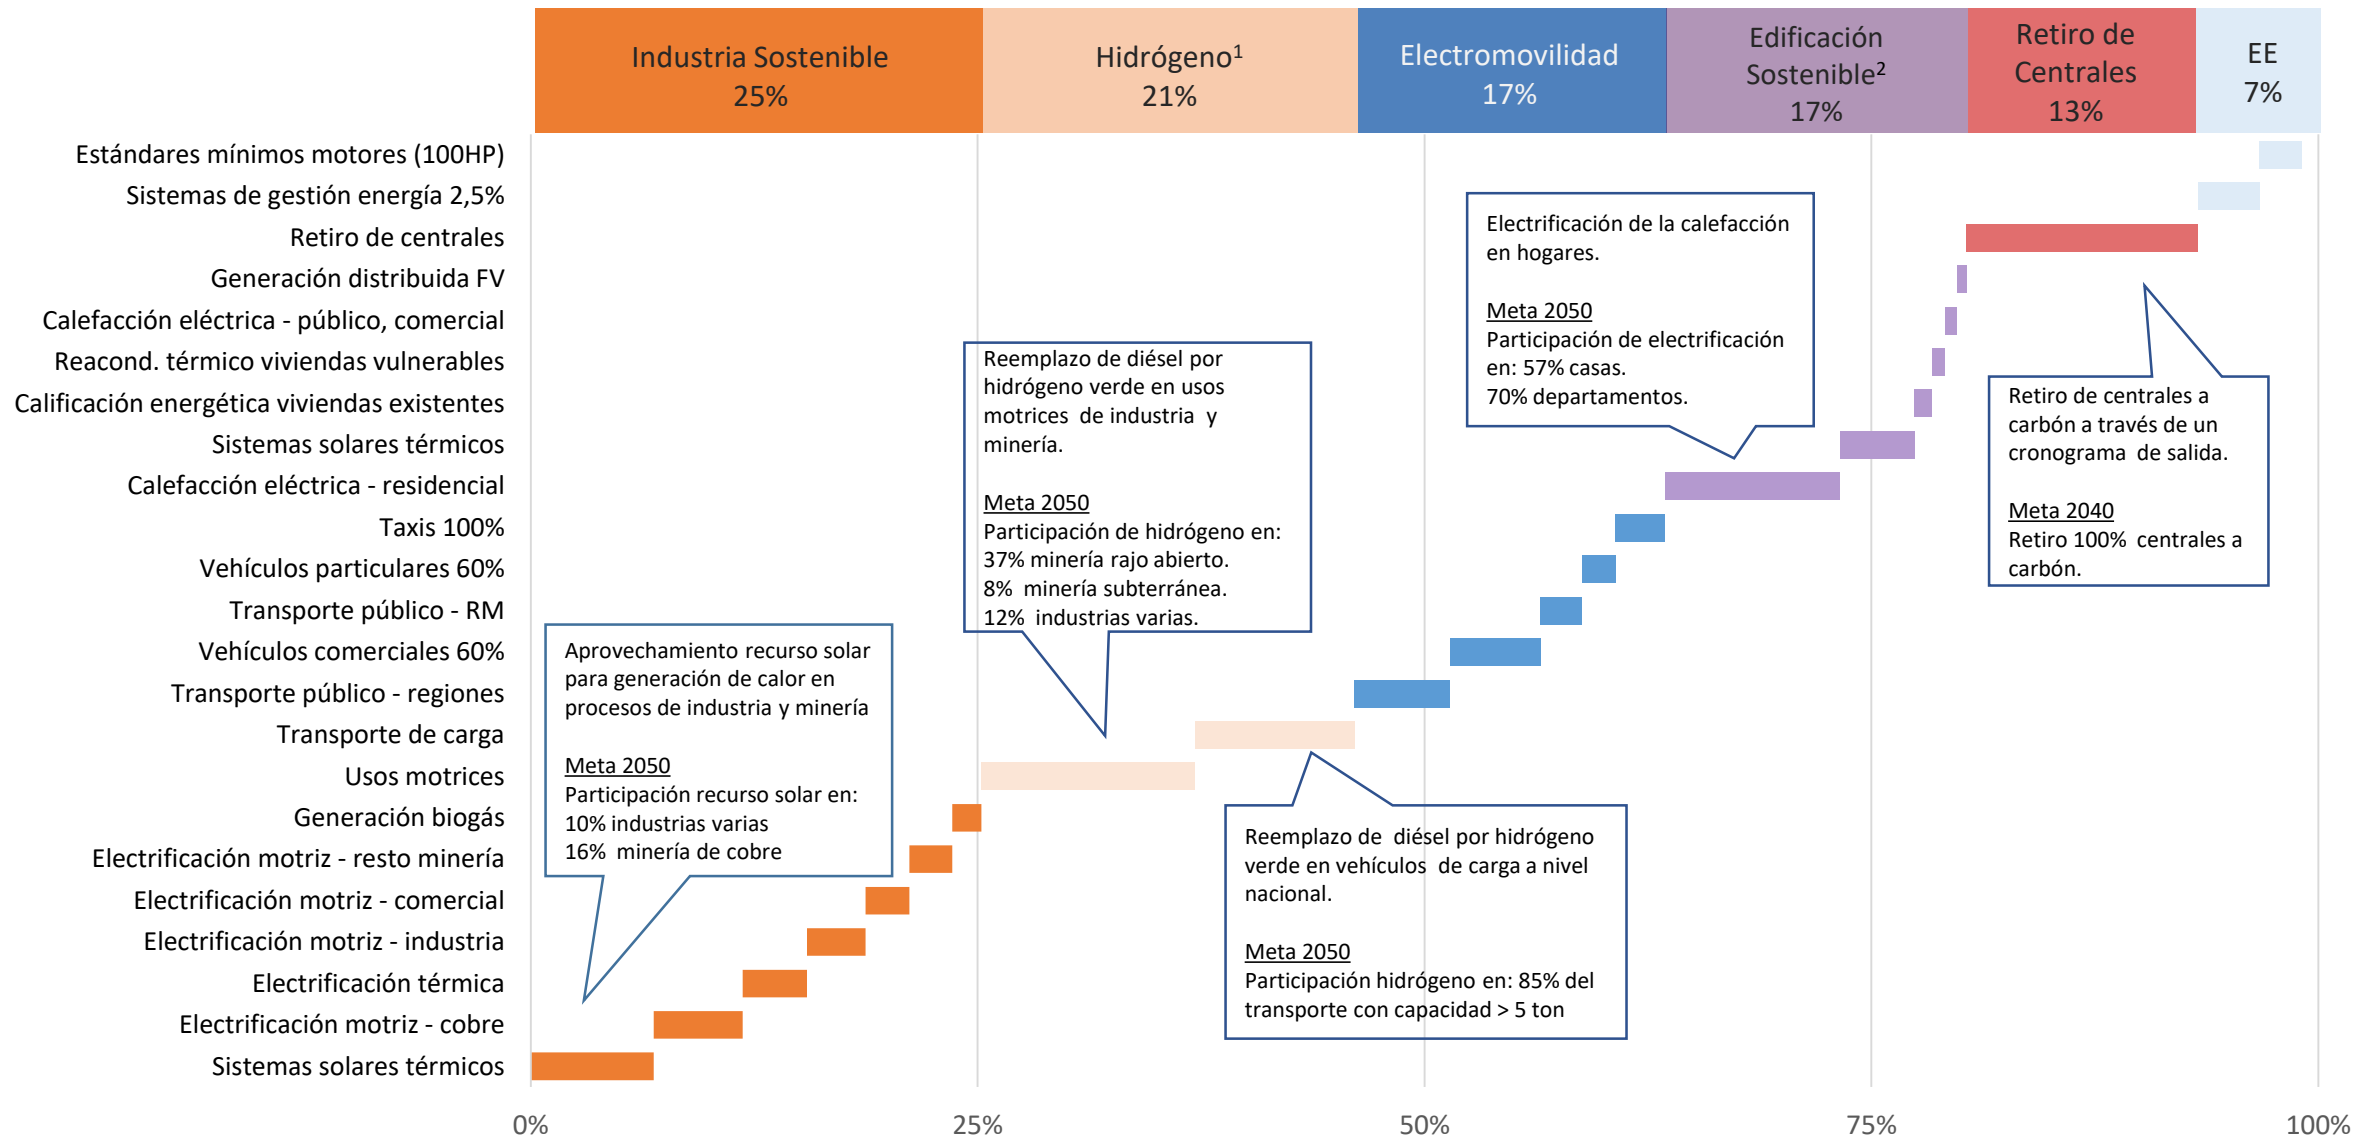 Industria Sostenible
25%
Hidrógeno¹
21%
Electromovilidad
17%
Edificación
Sostenible²
17%
Retiro de
Centrales
13%
EE
7%
Estándares mínimos motores (100HP)
Sistemas de gestión energía 2,5%
Retiro de centrales
Generación distribuida FV
Calefacción eléctrica - público, comercial
Reacond. térmico viviendas vulnerables
Calificación energética viviendas existentes
Sistemas solares térmicos
Calefacción eléctrica - residencial
Taxis 100%
Vehículos particulares 60%
Transporte público - RM
Vehículos comerciales 60%
Transporte público - regiones
Transporte de carga
Usos motrices
Generación biogás
Electrificación motriz - resto minería
Electrificación motriz - comercial
Electrificación motriz - industria
Electrificación térmica
Electrificación motriz - cobre
Sistemas solares térmicos
Aprovechamiento recurso solar
para generación de calor en
procesos de industria y minería
Meta 2050
Participación recurso solar en:
10% industrias varias
16% minería de cobre
Reemplazo de diésel por
hidrógeno verde en usos
motrices de industria y
minería.
Meta 2050
Participación de hidrógeno en:
37% minería rajo abierto.
8% minería subterránea.
12% industrias varias.
Reemplazo de diésel por hidrógeno
verde en vehículos de carga a nivel
nacional.
Meta 2050
Participación hidrógeno en: 85% del
transporte con capacidad > 5 ton
Electrificación de la calefacción
en hogares.
Meta 2050
Participación de electrificación
en: 57% casas.
70% departamentos.
Retiro de centrales a
carbón a través de un
cronograma de salida.
Meta 2040
Retiro 100% centrales a
carbón.
0%
25%
50%
75%
100%